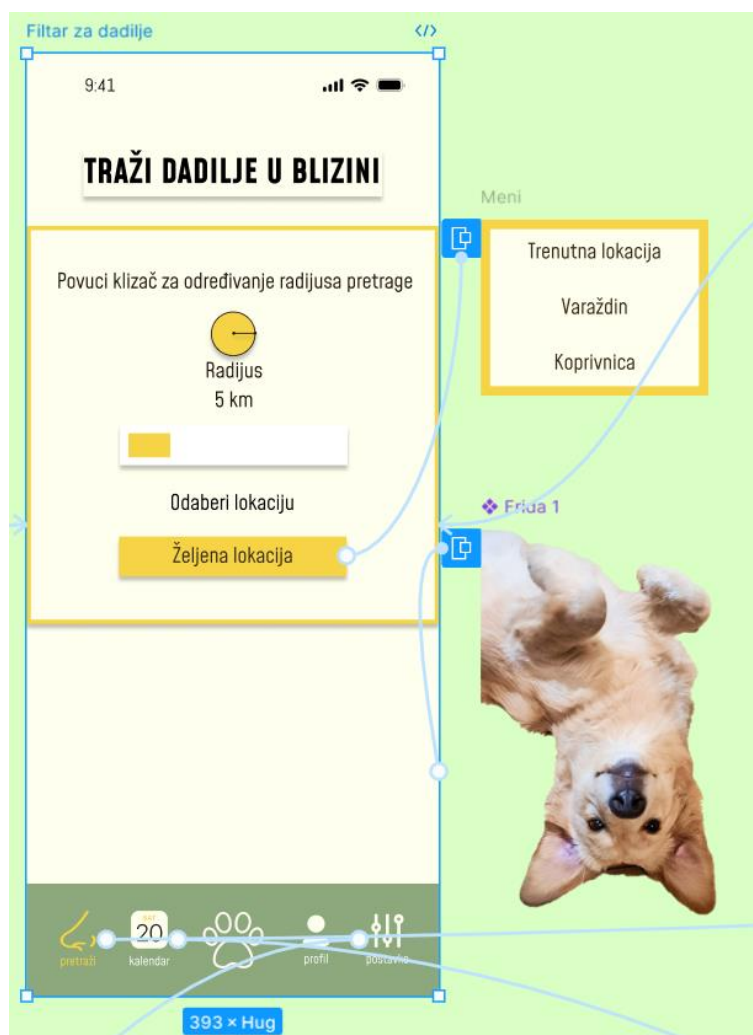 Filtar za dadilje
9:41
TRAŽI DADILJE U BLIZINI
Povuci klizač za određivanje radijusa pretrage
Radijus
5 km
Odaberi lokaciju
Željena lokacija
pretraži
SAT
20
kalendar
profil
postavke
393 × Hug
Meni
Trenutna lokacija
Varaždin
Koprivnica
Frida 1